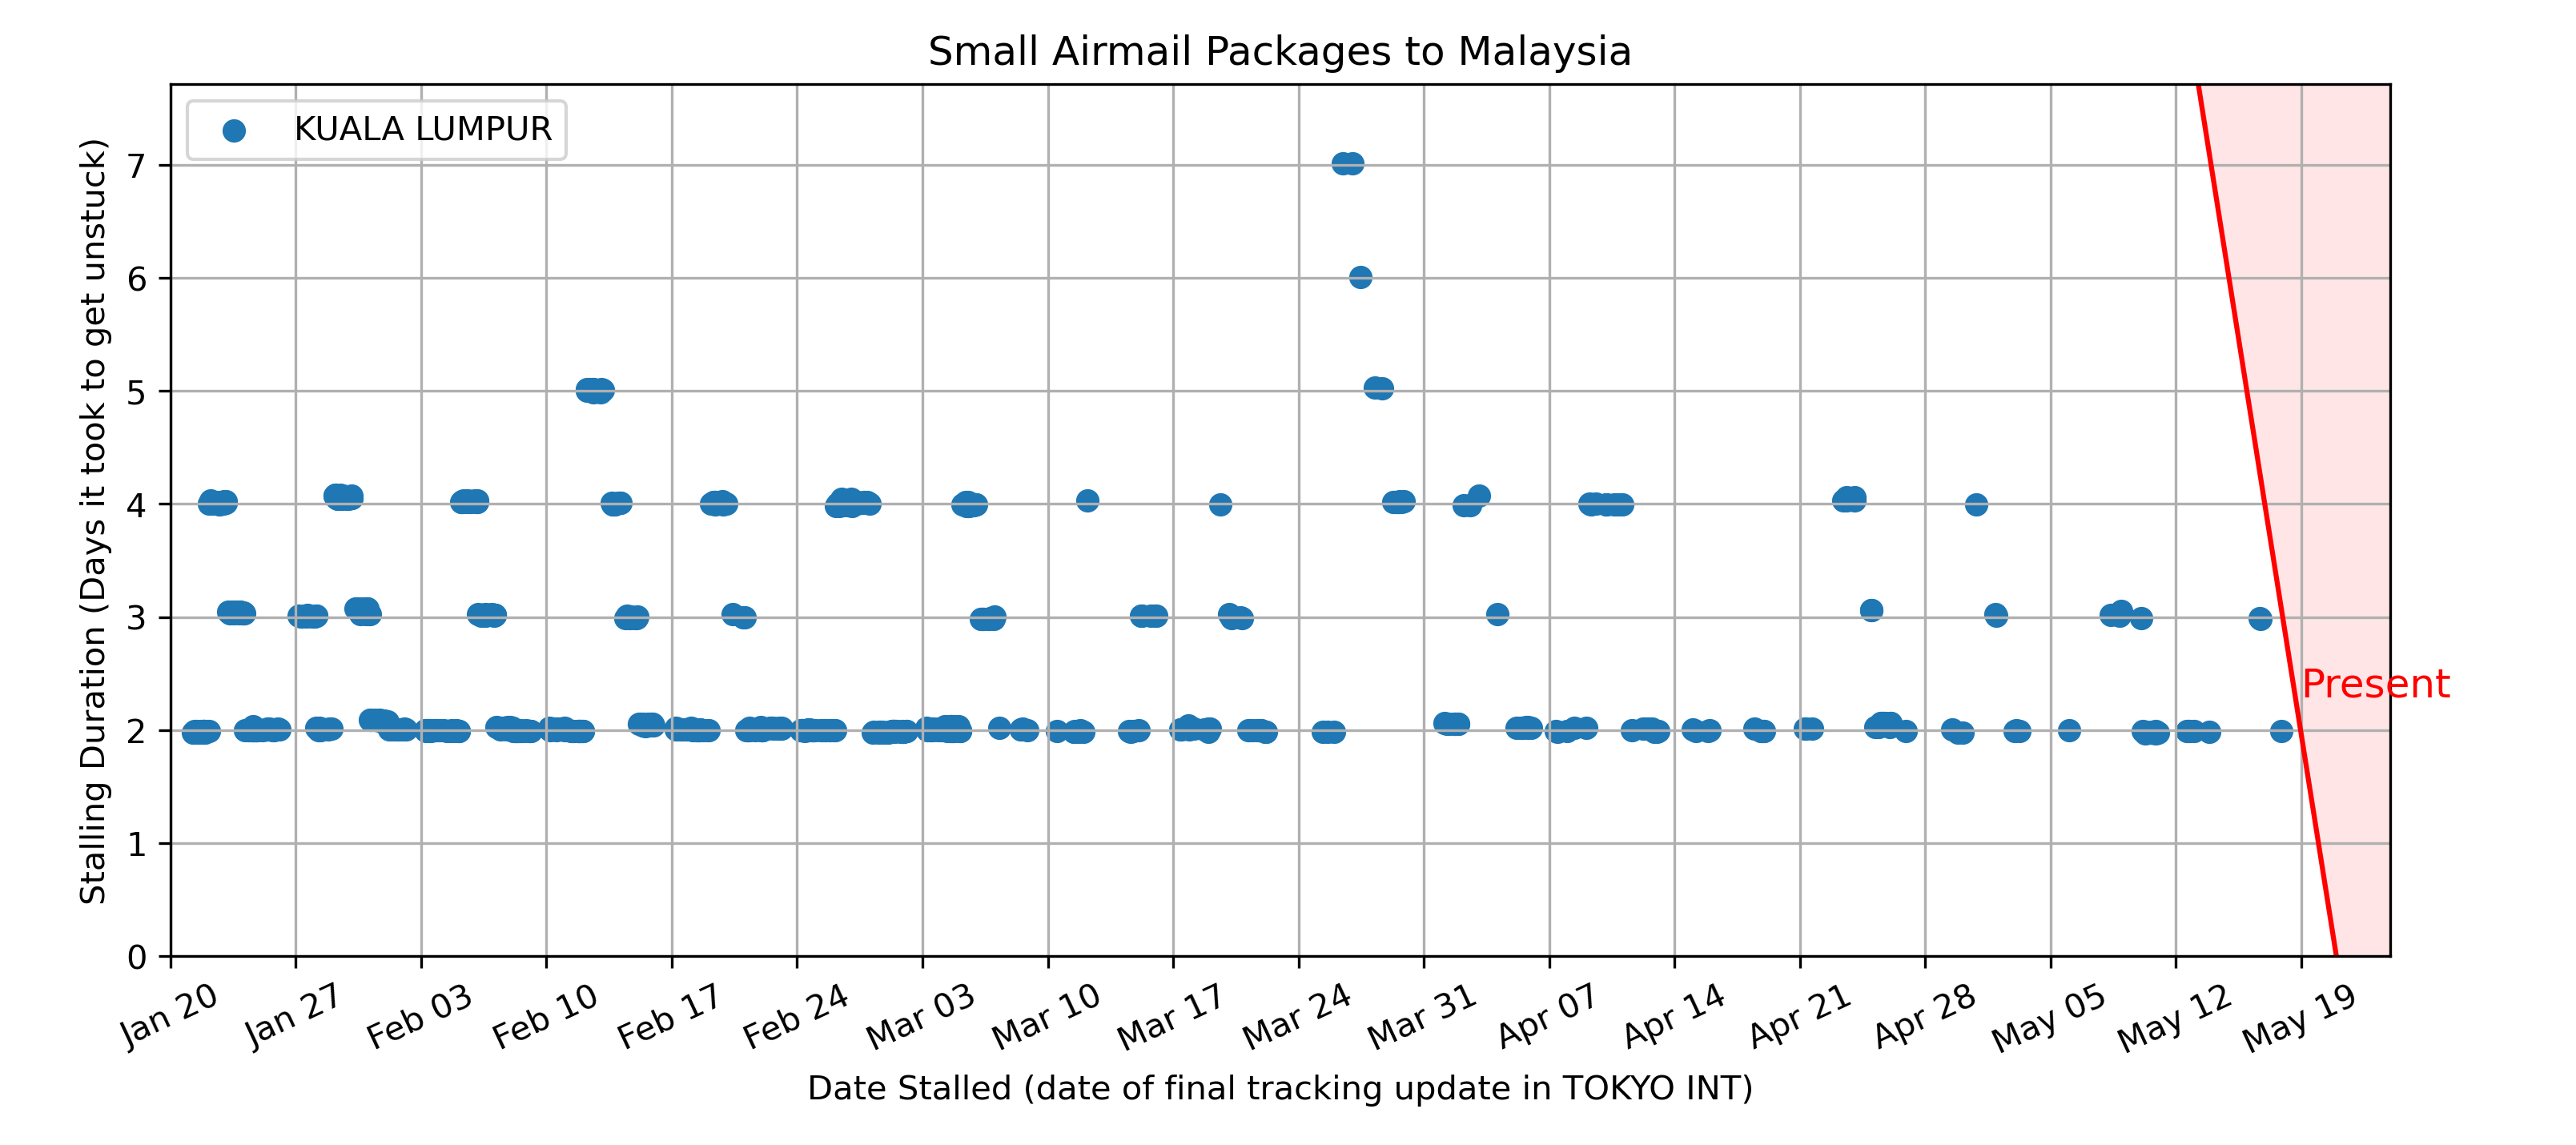 Small Airmail Packages to Malaysia
KUALA LUMPUR
Stalling Duration (Days it took to get unstuck)
7
6
5
4
3
2
1
0
Present
Jan 20
Jan 27
Feb 03
Feb 10
Feb 17
Feb 24
Mar 03
Mar 10
Mar 17
Mar 24
Mar 31
Apr 07
Apr 14
Apr 21
Apr 28
May 05
May 12
May 19
Date Stalled (date of final tracking update in TOKYO INT)